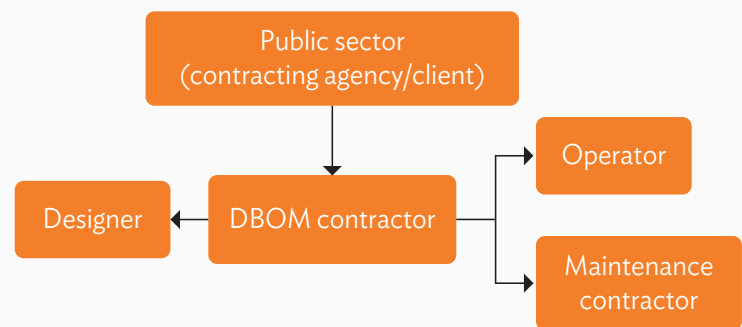 Public sector
(contracting agency/client)
Operator
Designer
DBOM contractor
Maintenance
contractor